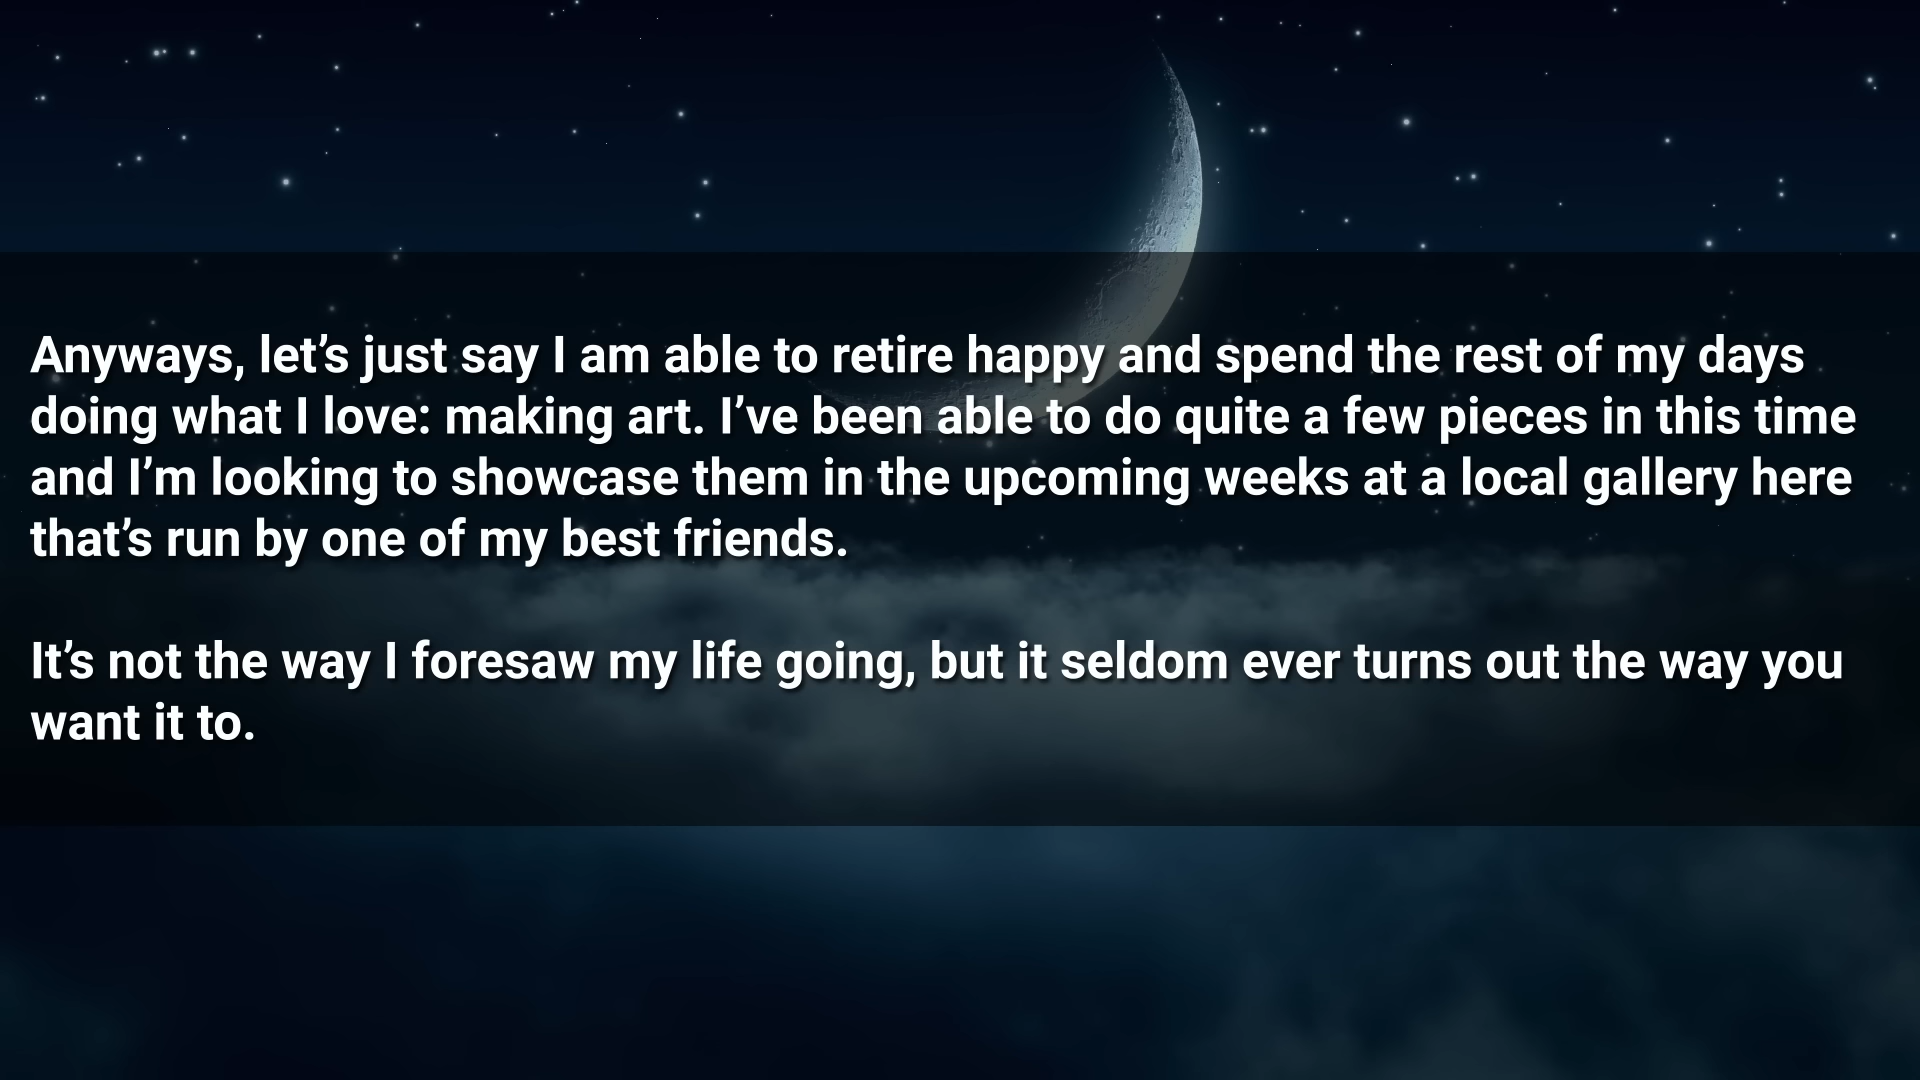 Anyways, let’s just say I am able to retire happy and spend the rest of my days
doing what I love: making art. I’ve been able to do quite a few pieces in this time
and I’m looking to showcase them in the upcoming weeks at a local gallery here
that’s run by one of my best friends.
It’s not the way I foresaw my life going, but it seldom ever turns out the way you
want it to.